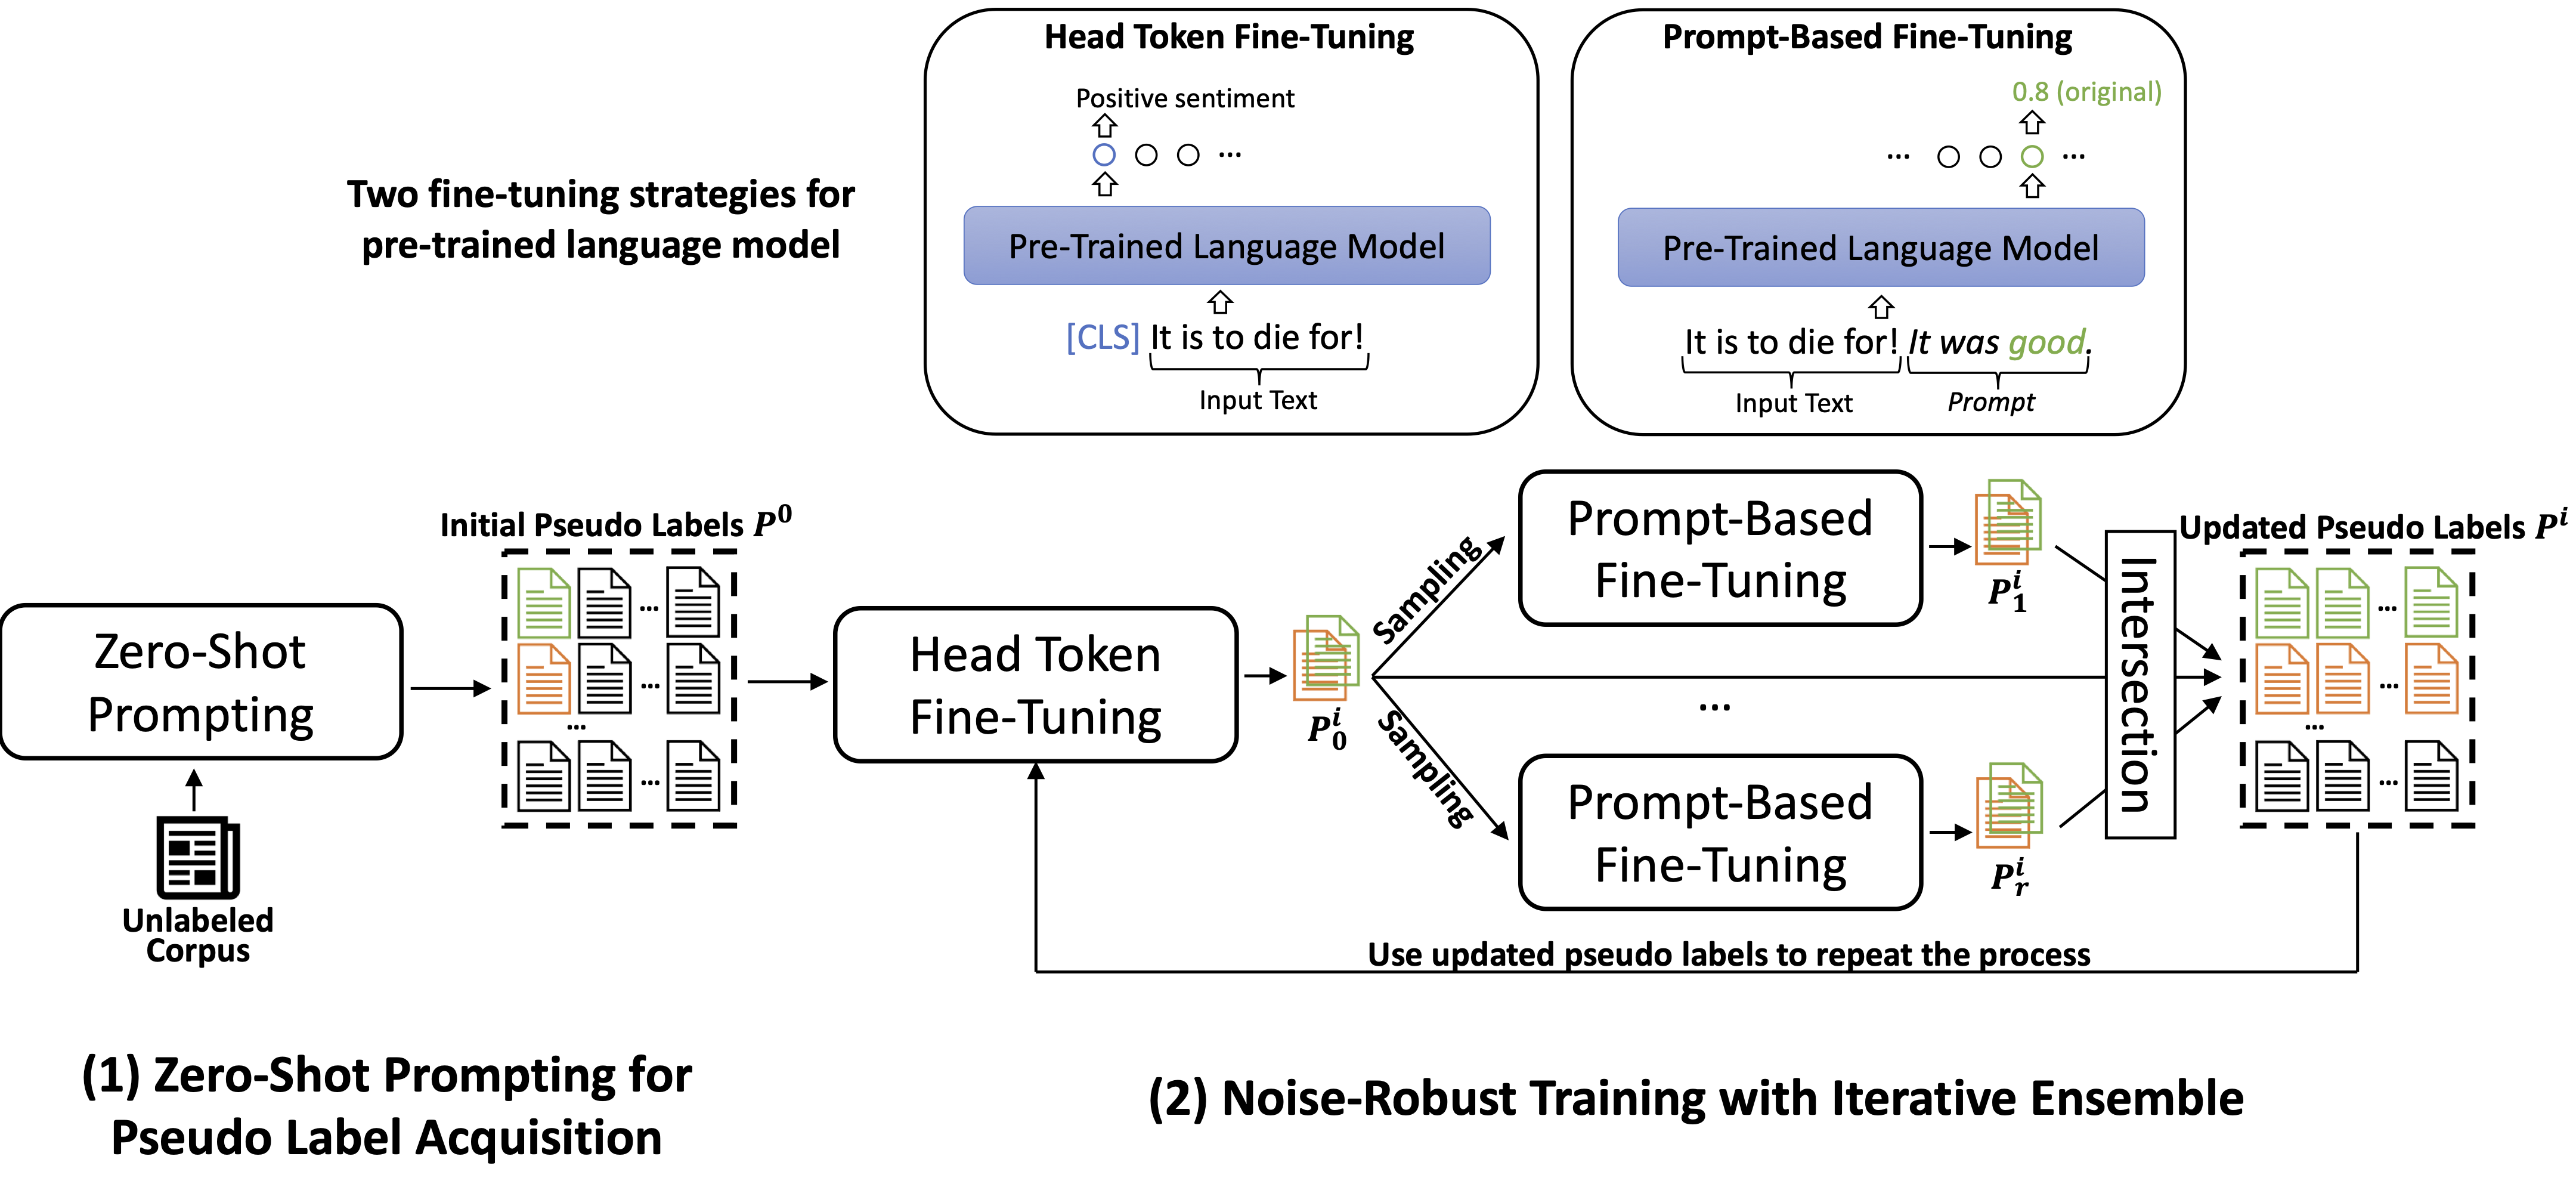 Head Token Fine-Tuning
Positive sentiment
...
Pre-Trained Language Model
[CLS] It is to die for!
Input Text
Prompt-Based Fine-Tuning
0.8 (original)
... ...
Pre-Trained Language Model
It is to die for! It was good.
Input Text Prompt
Two fine-tuning strategies for
pre-trained language model
Zero-Shot
Prompting
Unlabeled
Corpus
Initial Pseudo Labels P⁰
...
...
...
...
Head Token
Fine-Tuning
P₀ⁱ
Sampling
Sampling
Prompt-Based
Fine-Tuning
P₁ⁱ
...
Prompt-Based
Fine-Tuning
Pᵣⁱ
Intersection
Updated Pseudo Labels Pⁱ
...
...
...
...
Use updated pseudo labels to repeat the process
(1) Zero-Shot Prompting for
Pseudo Label Acquisition
(2) Noise-Robust Training with Iterative Ensemble